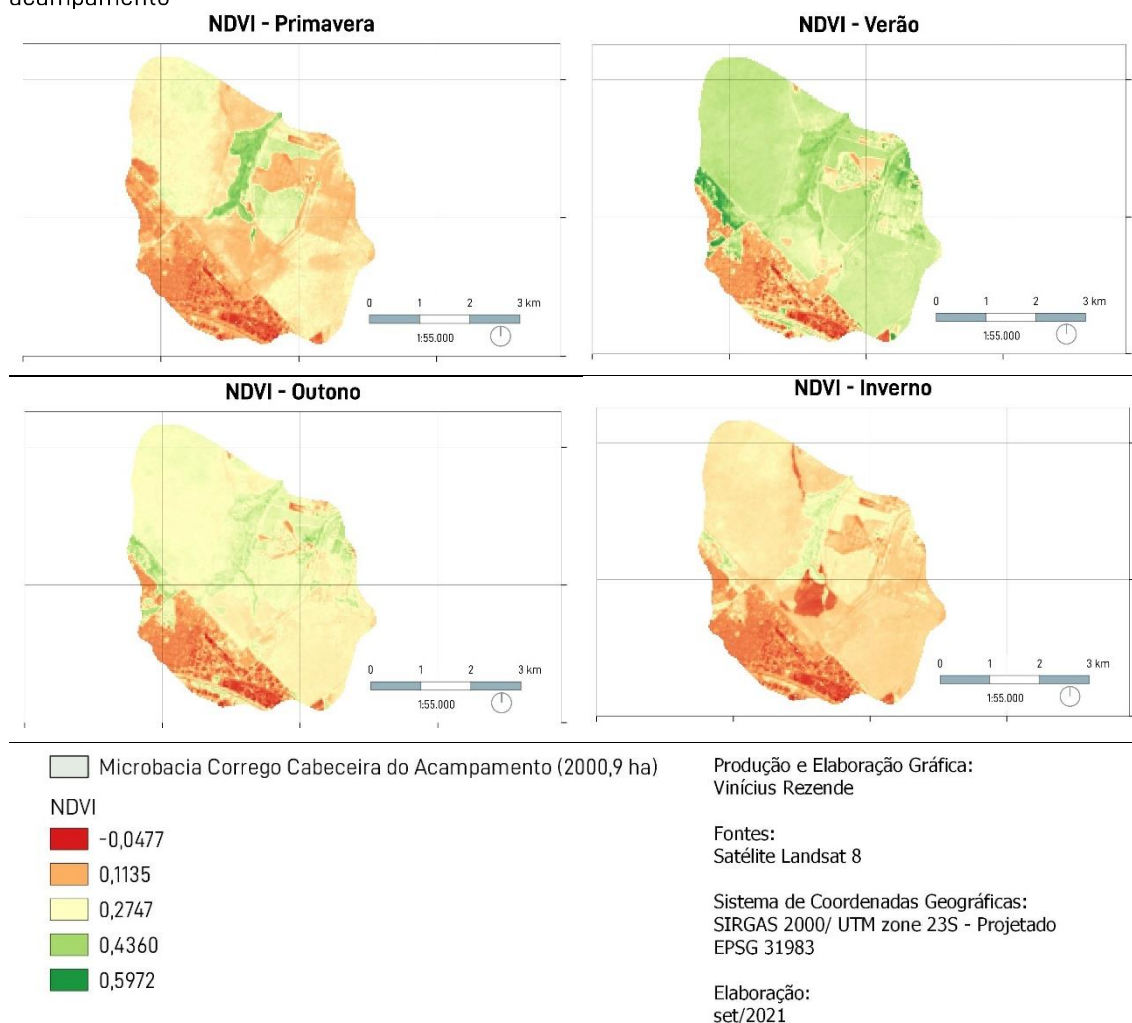 acampamento
NDVI - Primavera
0 1 2 3 km
1:55.000
NDVI - Verão
0 1 2 3 km
1:55.000
NDVI - Outono
0 1 2 3 km
1:55.000
NDVI - Inverno
0 1 2 3 km
1:55.000
Microbacia Corrego Cabeceira do Acampamento (2000,9 ha)
NDVI
-0,0477
0,1135
0,2747
0,4360
0,5972
Produção e Elaboração Gráfica:
Vinícius Rezende
Fontes:
Satélite Landsat 8
Sistema de Coordenadas Geográficas:
SIRGAS 2000/ UTM zone 23S - Projetado
EPSG 31983
Elaboração:
set/2021